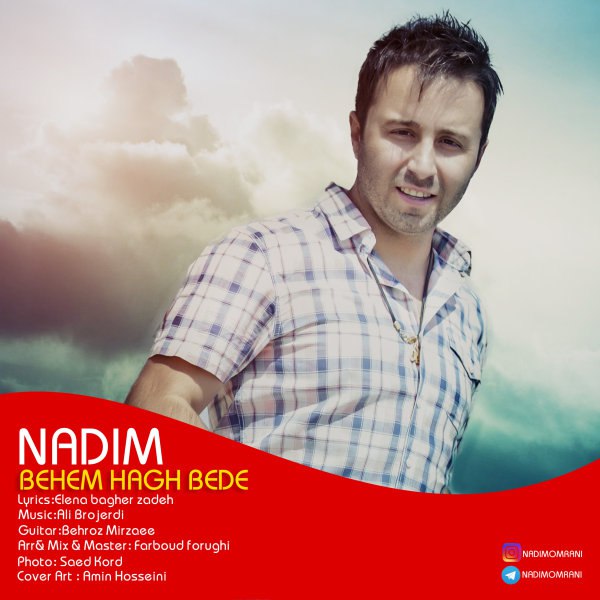 NADIM
BEHEM HAGH BEDE
Lyrics:Elena bagher zadeh
Music:Ali Brojerdi
Guitar:Behroz Mirzaee
Arr& Mix & Master: Farboud forughi
Photo: Saed Kord
Cover Art : Amin Hosseini
NADIMOMRANI
NADIMOMRANI